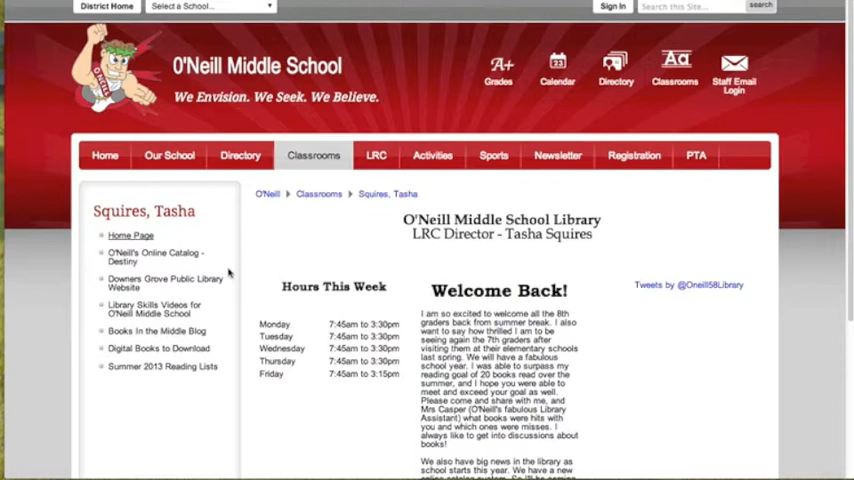 District Home
Select a School...
Sign In
Search this Site...
search
O'NEILL
O'Neill Middle School
We Envision. We Seek. We Believe.
A+
Grades
23
Calendar
Directory
Aa
Classrooms
Staff Email
Login
Home
Our School
Directory
Classrooms
LRC
Activities
Sports
Newsletter
Registration
PTA
Squires, Tasha
Home Page
O'Neill's Online Catalog -
Destiny
Downers Grove Public Library
Website
Library Skills Videos for
O'Neill Middle School
Books In the Middle Blog
Digital Books to Download
Summer 2013 Reading Lists
O'Neill Classrooms Squires, Tasha
O'Neill Middle School Library
LRC Director - Tasha Squires
Hours This Week
Monday 7:45am to 3:30pm
Tuesday 7:45am to 3:30pm
Wednesday 7:45am to 3:30pm
Thursday 7:45am to 3:30pm
Friday 7:45am to 3:15pm
Welcome Back!
I am so excited to welcome all the 8th
graders back from summer break. I also
want to say how thrilled I am to be
seeing again the 7th graders after
visiting them at their elementary schools
last spring. We will have a fabulous
school year. I was able to surpass my
reading goal of 20 books read over the
summer, and I hope you were able to
meet and exceed your goal as well.
Please come and share with me, and
Mrs Casper (O'Neill's fabulous Library
Assistant) what books were hits with
you and which ones were misses. I
always like to get into discussions about
books!
We also have big news in the library as
school starts this year. We have a new
Tweets by @Oneill58Library